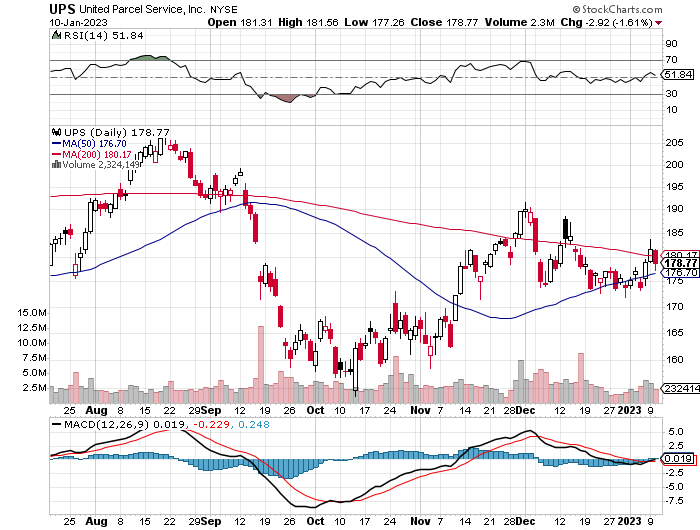 UPS United Parcel Service, Inc. NYSE © StockCharts.com
10-Jan-2023 Open 181.31 High 181.56 Low 177.26 Close 178.77 Volume 2.3M Chg -2.92 (-1.61%)
RSI(14) 51.84
90
70
51.84
30
10
UPS (Daily) 178.77
MA(50) 176.70
MA(200) 180.17
Volume 2,324,149
205
200
195
190
185
180.17
178.77
176.70
175
170
165
160
232414
15.0M
12.5M
10.0M
7.5M
5.0M
2.5M
25 Aug 8 15 22 29 Sep 12 19 26 Oct 10 17 24 Nov 7 14 21 28 Dec 12 19 27 2023 9
MACD(12,26,9) 0.019, -0.229, 0.248
5.0
2.5
0.019
-2.5
-5.0
-7.5
25 Aug 8 15 22 29 Sep 12 19 26 Oct 10 17 24 Nov 7 14 21 28 Dec 12 19 27 2023 9